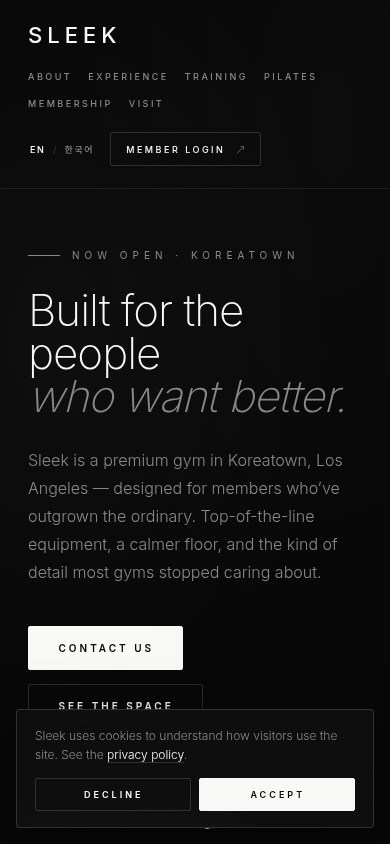 SLEEK
ABOUT EXPERIENCE TRAINING PILATES
MEMBERSHIP VISIT
EN / 한국어 MEMBER LOGIN ↗
NOW OPEN · KOREATOWN
Built for the
people
who want better.
Sleek is a premium gym in Koreatown, Los
Angeles — designed for members who’ve
outgrown the ordinary. Top-of-the-line
equipment, a calmer floor, and the kind of
detail most gyms stopped caring about.
CONTACT US
SEE THE SPACE
Sleek uses cookies to understand how visitors use the
site. See the privacy policy.
DECLINE ACCEPT